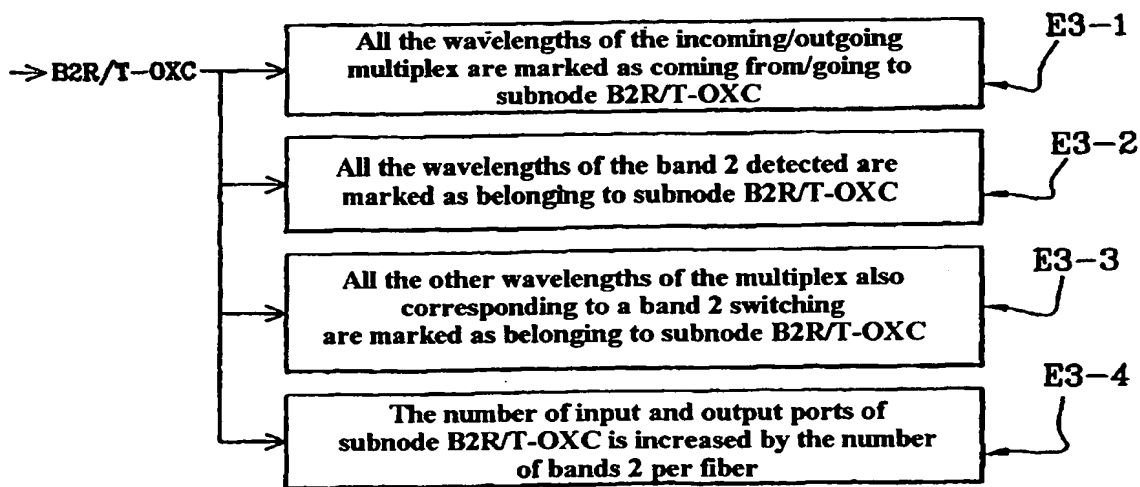 →B2R/T-OXC
All the wavelengths of the incoming/outgoing
multiplex are marked as coming from/going to
subnode B2R/T-OXC
E3-1
All the wavelengths of the band 2 detected are
marked as belonging to subnode B2R/T-OXC
E3-2
All the other wavelengths of the multiplex also
corresponding to a band 2 switching
are marked as belonging to subnode B2R/T-OXC
E3-3
The number of input and output ports of
subnode B2R/T-OXC is increased by the number
of bands 2 per fiber
E3-4